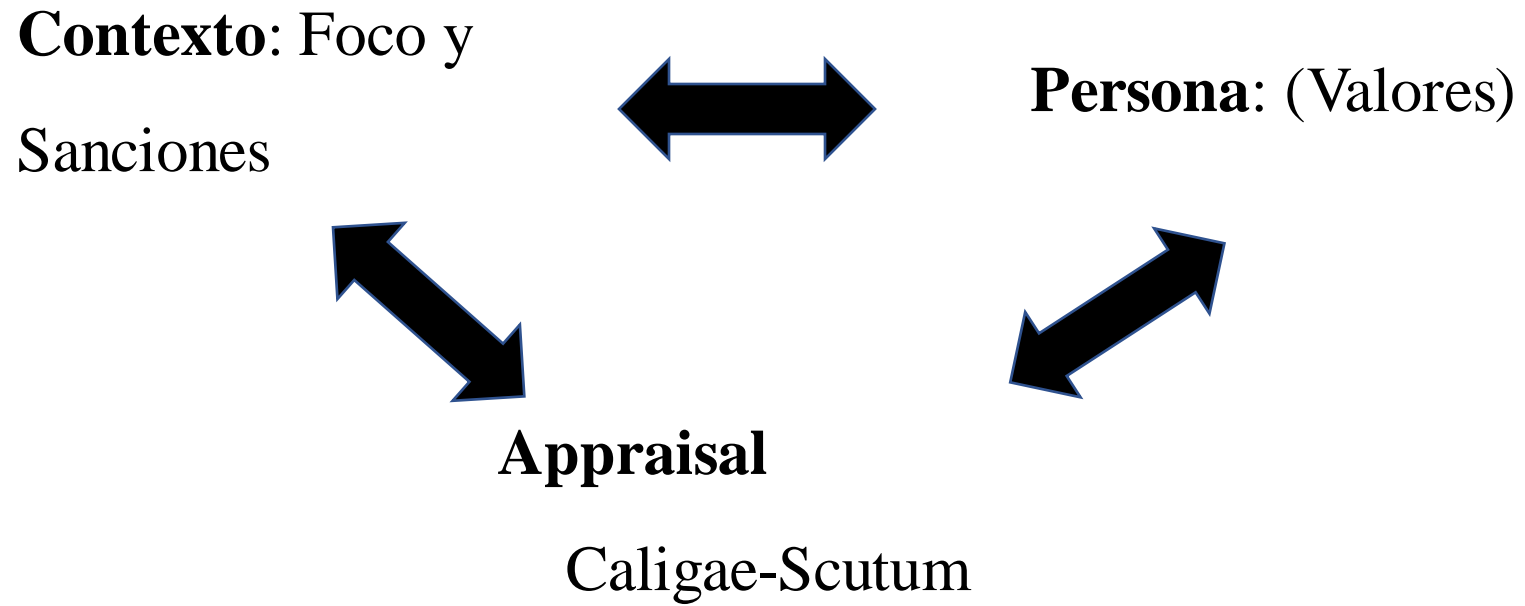 Contexto: Foco y
Sanciones
Persona: (Valores)
Appraisal
Caligae-Scutum